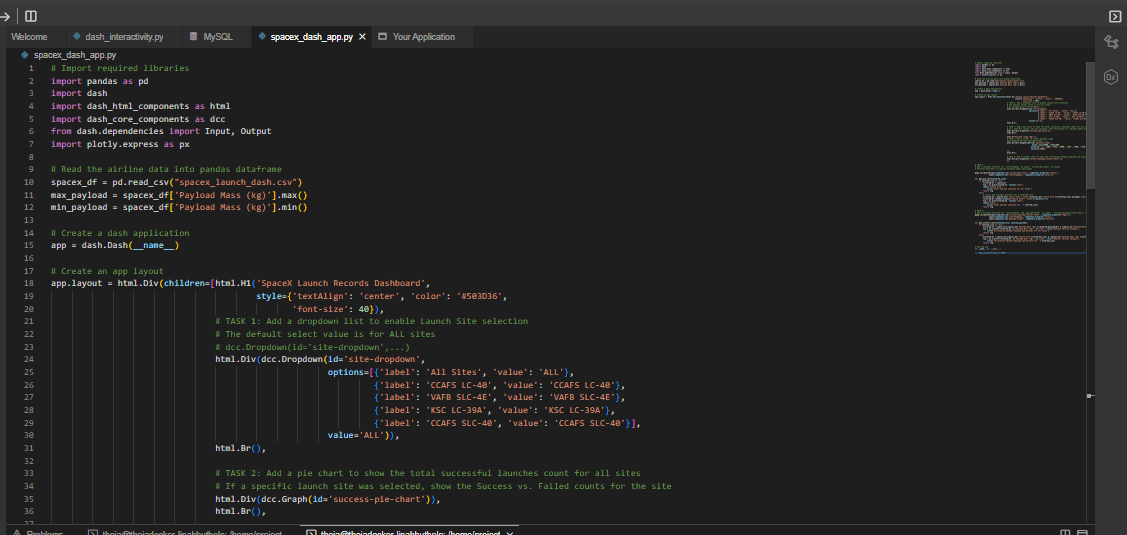 Welcome dash_interactivity.py MySQL spacex_dash_app.py Your Application
spacex_dash_app.py
1 # Import required libraries
2 import pandas as pd
3 import dash
4 import dash_html_components as html
5 import dash_core_components as dcc
6 from dash.dependencies import Input, Output
7 import plotly.express as px
8
9 # Read the airline data into pandas dataframe
10 spacex_df = pd.read_csv("spacex_launch_dash.csv")
11 max_payload = spacex_df['Payload Mass (kg)'].max()
12 min_payload = spacex_df['Payload Mass (kg)'].min()
13
14 # Create a dash application
15 app = dash.Dash(__name__)
16
17 # Create an app layout
18 app.layout = html.Div(children=[html.H1('SpaceX Launch Records Dashboard',
19 style={'textAlign': 'center', 'color': '#503D36',
20 'font-size': 40}),
21 # TASK 1: Add a dropdown list to enable Launch Site selection
22 # The default select value is for ALL sites
23 # dcc.Dropdown(id='site-dropdown',...)
24 html.Div(dcc.Dropdown(id='site-dropdown',
25 options=[{'label': 'All Sites', 'value': 'ALL'},
26 {'label': 'CCAFS LC-40', 'value': 'CCAFS LC-40'},
27 {'label': 'VAFB SLC-4E', 'value': 'VAFB SLC-4E'},
28 {'label': 'KSC LC-39A', 'value': 'KSC LC-39A'},
29 {'label': 'CCAFS SLC-40', 'value': 'CCAFS SLC-40'}],
30 value='ALL')),
31 html.Br(),
32
33 # TASK 2: Add a pie chart to show the total successful launches count for all sites
34 # If a specific launch site was selected, show the Success vs. Failed counts for the site
35 html.Div(dcc.Graph(id='success-pie-chart')),
36 html.Br(),
37
Problems theia@theiadocker-linahbuthelo: /home/project theia@theiadocker-linahbuthelo: /home/project